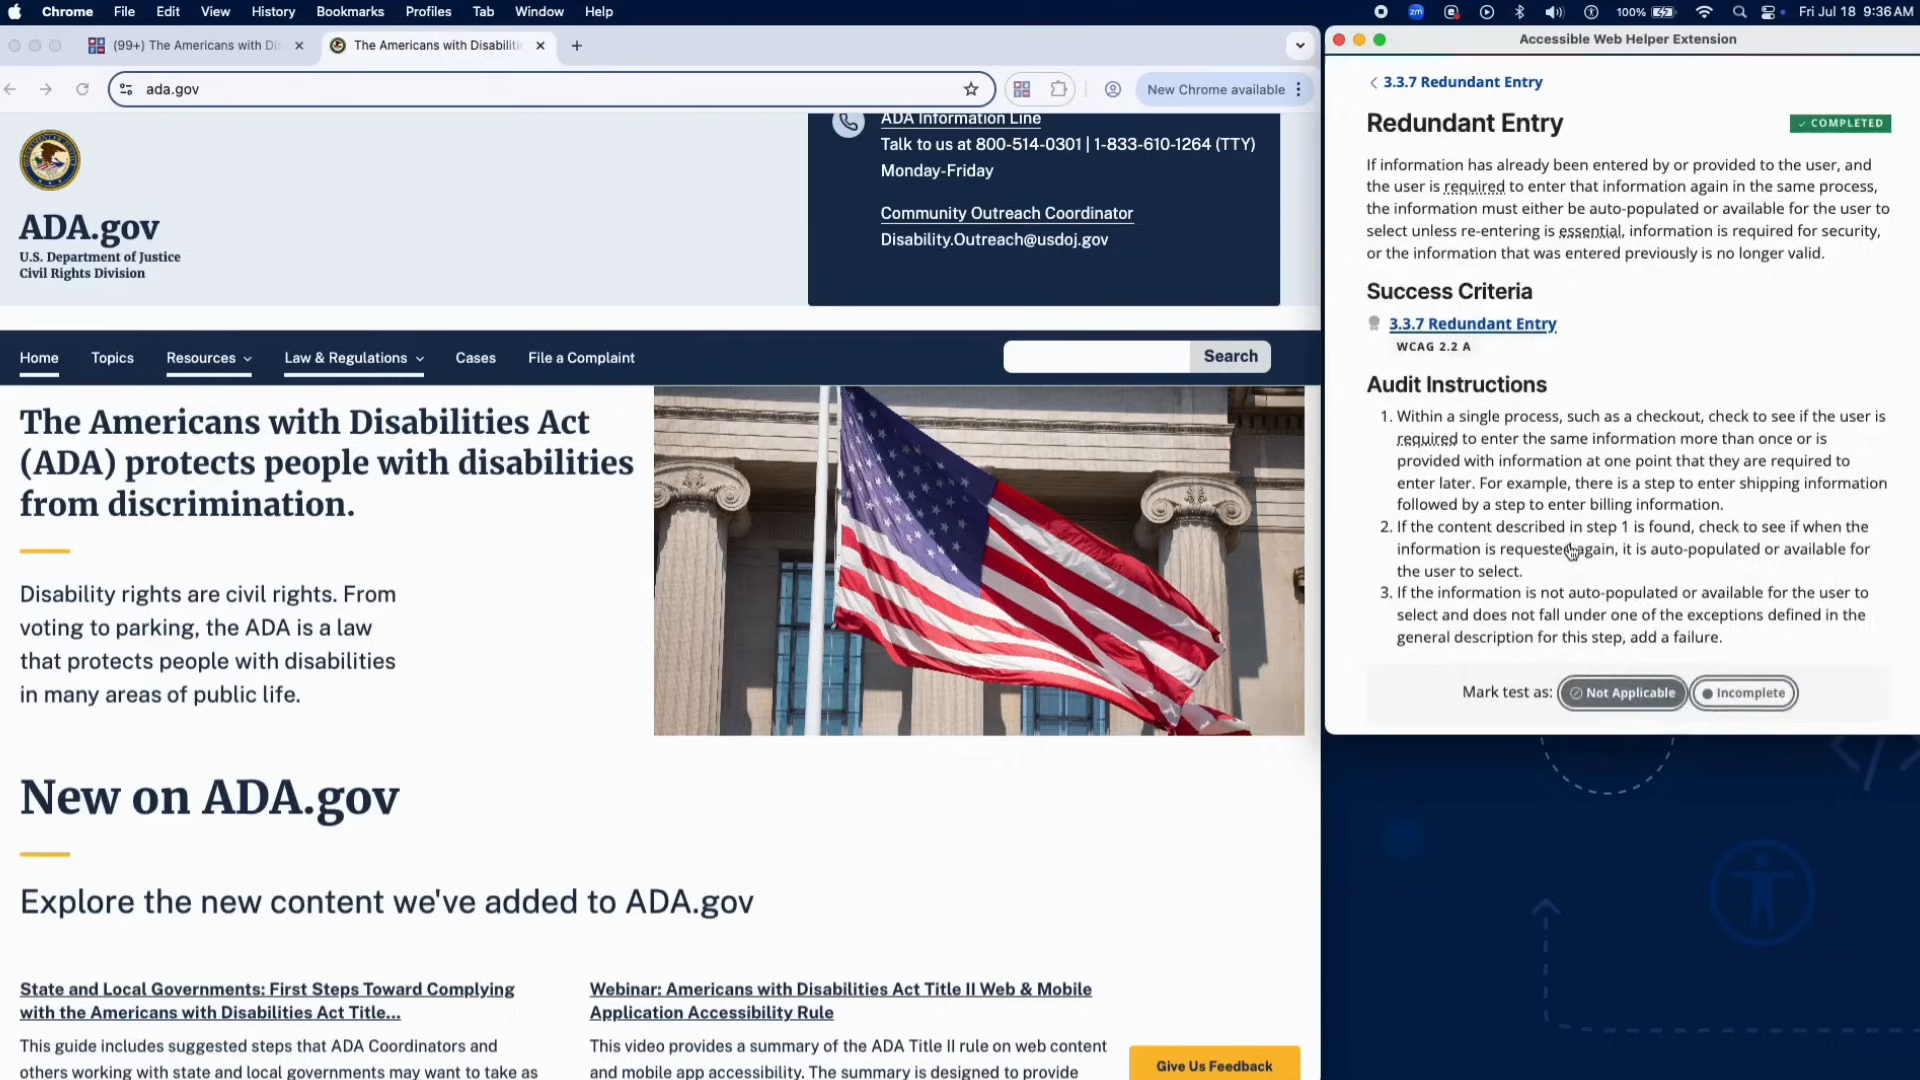 Chrome File Edit View History Bookmarks Profiles Tab Window Help
zm 100% Fri Jul 18 9:36 AM
(99+) The Americans with Di
The Americans with Disabiliti
ada.gov
New Chrome available
ADA.gov
U.S. Department of Justice
Civil Rights Division
ADA Information Line
Talk to us at 800-514-0301 | 1-833-610-1264 (TTY)
Monday-Friday
Community Outreach Coordinator
Disability.Outreach@usdoj.gov
Home Topics Resources Law & Regulations Cases File a Complaint Search
The Americans with Disabilities Act
(ADA) protects people with disabilities
from discrimination.
Disability rights are civil rights. From
voting to parking, the ADA is a law
that protects people with disabilities
in many areas of public life.
New on ADA.gov
Explore the new content we've added to ADA.gov
State and Local Governments: First Steps Toward Complying
with the Americans with Disabilities Act Title...
This guide includes suggested steps that ADA Coordinators and
others working with state and local governments may want to take as
Webinar: Americans with Disabilities Act Title II Web & Mobile
Application Accessibility Rule
This video provides a summary of the ADA Title II rule on web content
and mobile app accessibility. The summary is designed to provide
Give Us Feedback
Accessible Web Helper Extension
3.3.7 Redundant Entry
Redundant Entry
COMPLETED
If information has already been entered by or provided to the user, and
the user is required to enter that information again in the same process,
the information must either be auto-populated or available for the user to
select unless re-entering is essential, information is required for security,
or the information that was entered previously is no longer valid.
Success Criteria
3.3.7 Redundant Entry
WCAG 2.2 A
Audit Instructions
1. Within a single process, such as a checkout, check to see if the user is
required to enter the same information more than once or is
provided with information at one point that they are required to
enter later. For example, there is a step to enter shipping information
followed by a step to enter billing information.
2. If the content described in step 1 is found, check to see if when the
information is requested again, it is auto-populated or available for
the user to select.
3. If the information is not auto-populated or available for the user to
select and does not fall under one of the exceptions defined in the
general description for this step, add a failure.
Mark test as: Not Applicable Incomplete